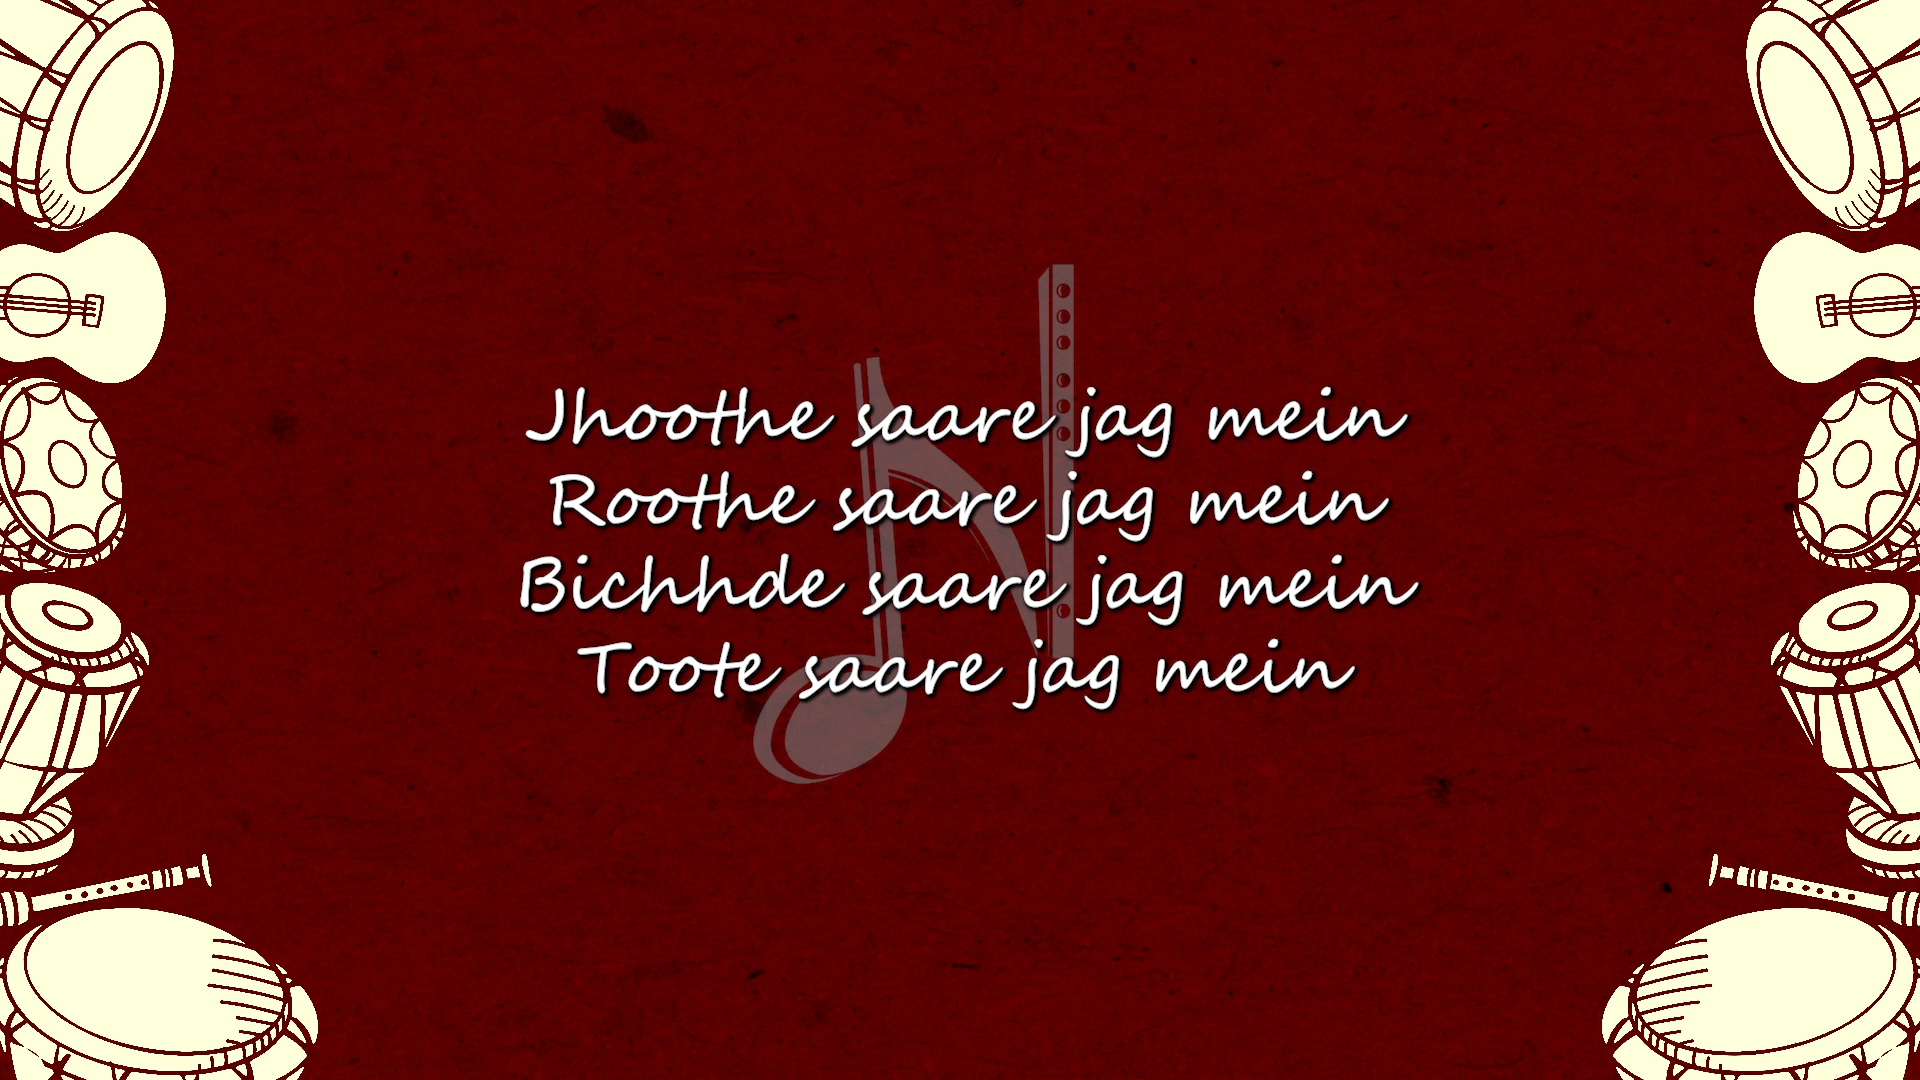 Jhoothe saare jag mein
Roothe saare jag mein
Bichhde saare jag mein
Toote saare jag mein